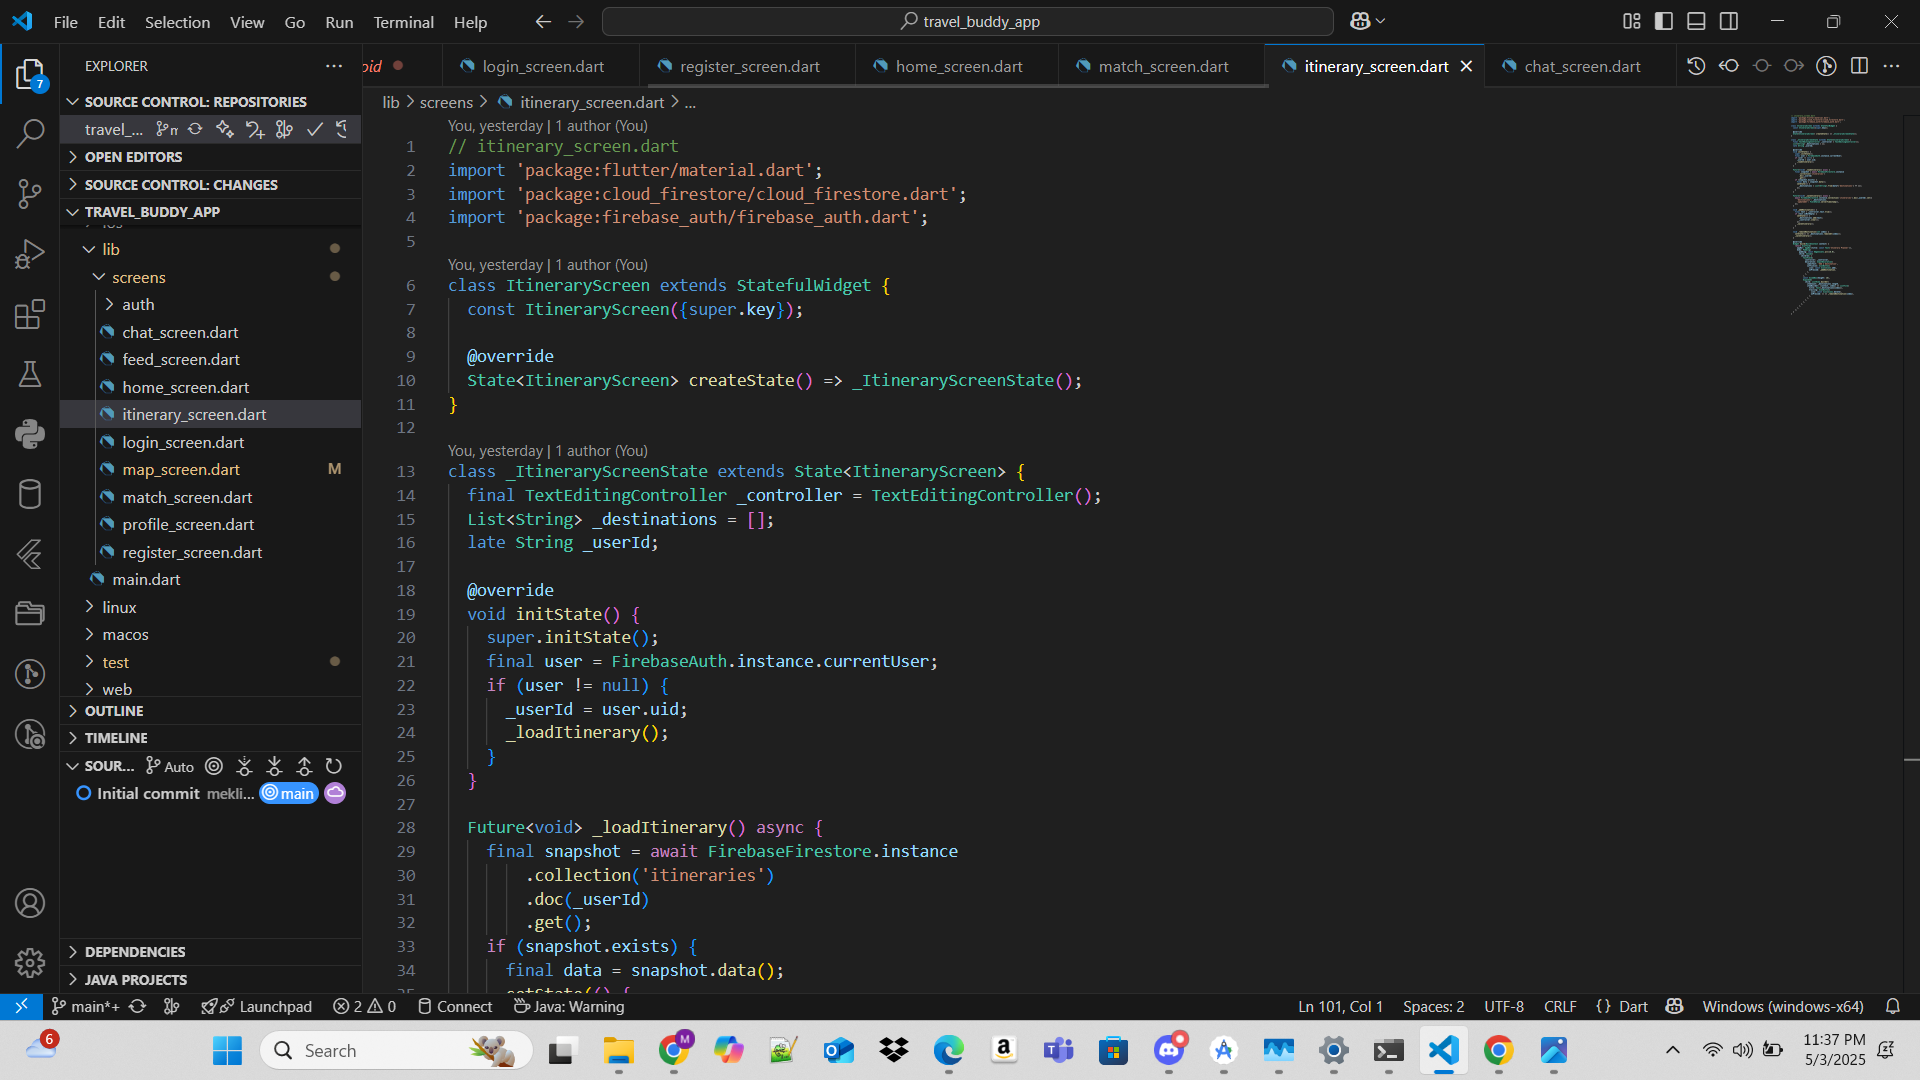 File Edit Selection View Go Run Terminal Help
travel_buddy_app
EXPLORER
SOURCE CONTROL: REPOSITORIES
travel_...
OPEN EDITORS
SOURCE CONTROL: CHANGES
TRAVEL_BUDDY_APP
ios
lib
screens
auth
chat_screen.dart
feed_screen.dart
home_screen.dart
itinerary_screen.dart
login_screen.dart
map_screen.dart M
match_screen.dart
profile_screen.dart
register_screen.dart
main.dart
linux
macos
test
web
OUTLINE
TIMELINE
SOUR... Auto
Initial commit mekli... main
DEPENDENCIES
JAVA PROJECTS
7
oid login_screen.dart register_screen.dart home_screen.dart match_screen.dart itinerary_screen.dart chat_screen.dart
lib > screens > itinerary_screen.dart > ...
You, yesterday | 1 author (You)
1 // itinerary_screen.dart
2 import 'package:flutter/material.dart';
3 import 'package:cloud_firestore/cloud_firestore.dart';
4 import 'package:firebase_auth/firebase_auth.dart';
5
You, yesterday | 1 author (You)
6 class ItineraryScreen extends StatefulWidget {
7 const ItineraryScreen({super.key});
8
9 @override
10 State<ItineraryScreen> createState() => _ItineraryScreenState();
11 }
12
You, yesterday | 1 author (You)
13 class _ItineraryScreenState extends State<ItineraryScreen> {
14 final TextEditingController _controller = TextEditingController();
15 List<String> _destinations = [];
16 late String _userId;
17
18 @override
19 void initState() {
20 super.initState();
21 final user = FirebaseAuth.instance.currentUser;
22 if (user != null) {
23 _userId = user.uid;
24 _loadItinerary();
25 }
26 }
27
28 Future<void> _loadItinerary() async {
29 final snapshot = await FirebaseFirestore.instance
30 .collection('itineraries')
31 .doc(_userId)
32 .get();
33 if (snapshot.exists) {
34 final data = snapshot.data();
35 setState(() {
main*+ Launchpad 2 0 Connect Java: Warning Ln 101, Col 1 Spaces: 2 UTF-8 CRLF {} Dart Windows (windows-x64)
6 Search M 11:37 PM
5/3/2025